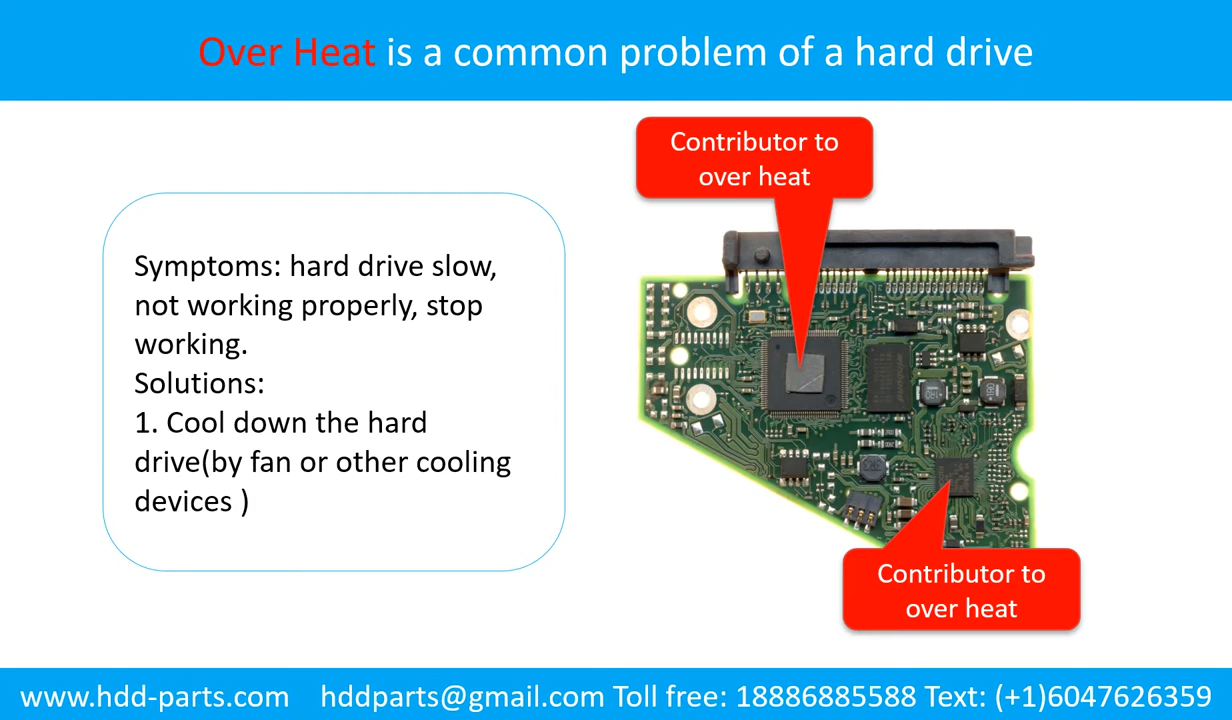 Over Heat is a common problem of a hard drive
Contributor to
over heat
Symptoms: hard drive slow,
not working properly, stop
working.
Solutions:
1. Cool down the hard
drive(by fan or other cooling
devices )
Contributor to
over heat
www.hdd-parts.com hddparts@gmail.com Toll free: 18886885588 Text: (+1)6047626359